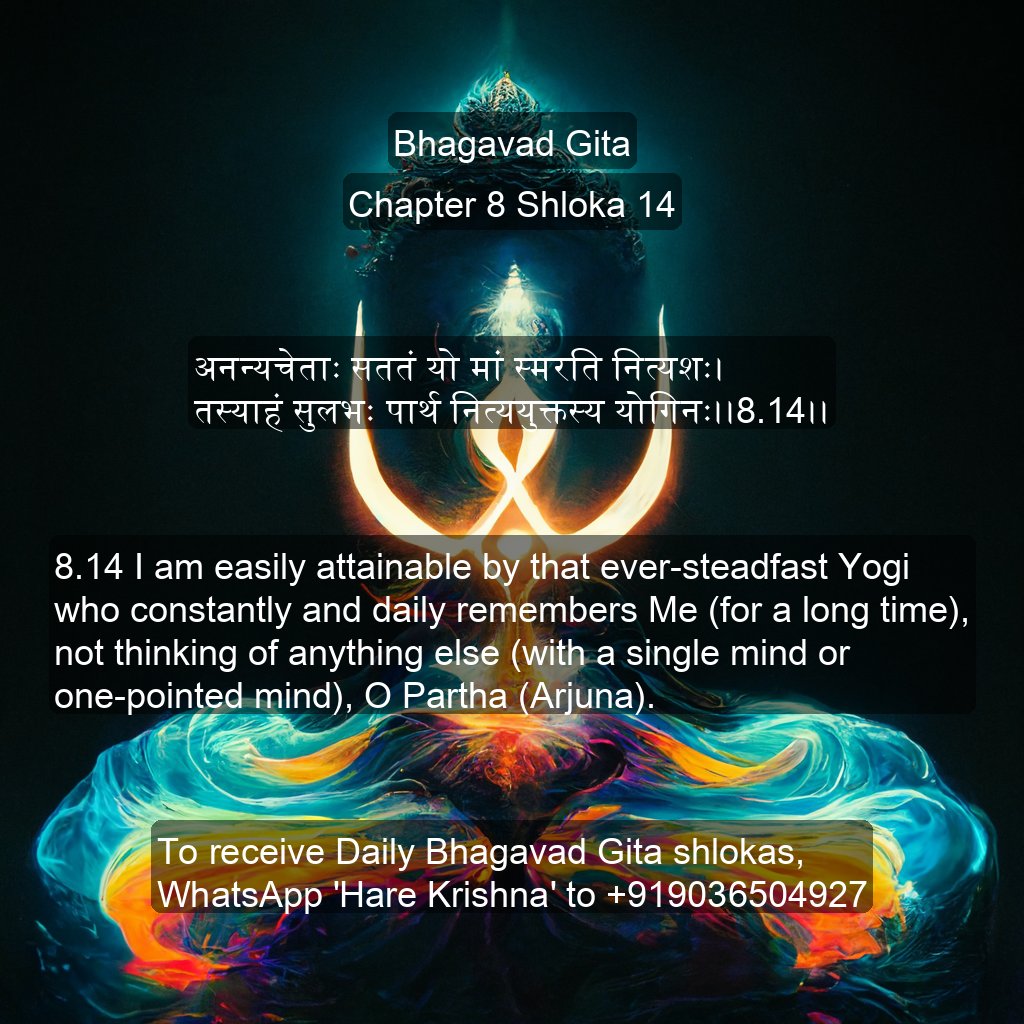 Bhagavad Gita
Chapter 8 Shloka 14
अनन्यचेताः सततं यो मां स्मरति नित्यशः।
तस्याहं सुलभः पार्थ नित्ययुक्तस्य योगिनः।।8.14।।
8.14 I am easily attainable by that ever-steadfast Yogi
who constantly and daily remembers Me (for a long time),
not thinking of anything else (with a single mind or
one-pointed mind), O Partha (Arjuna).
To receive Daily Bhagavad Gita shlokas,
WhatsApp 'Hare Krishna' to +919036504927